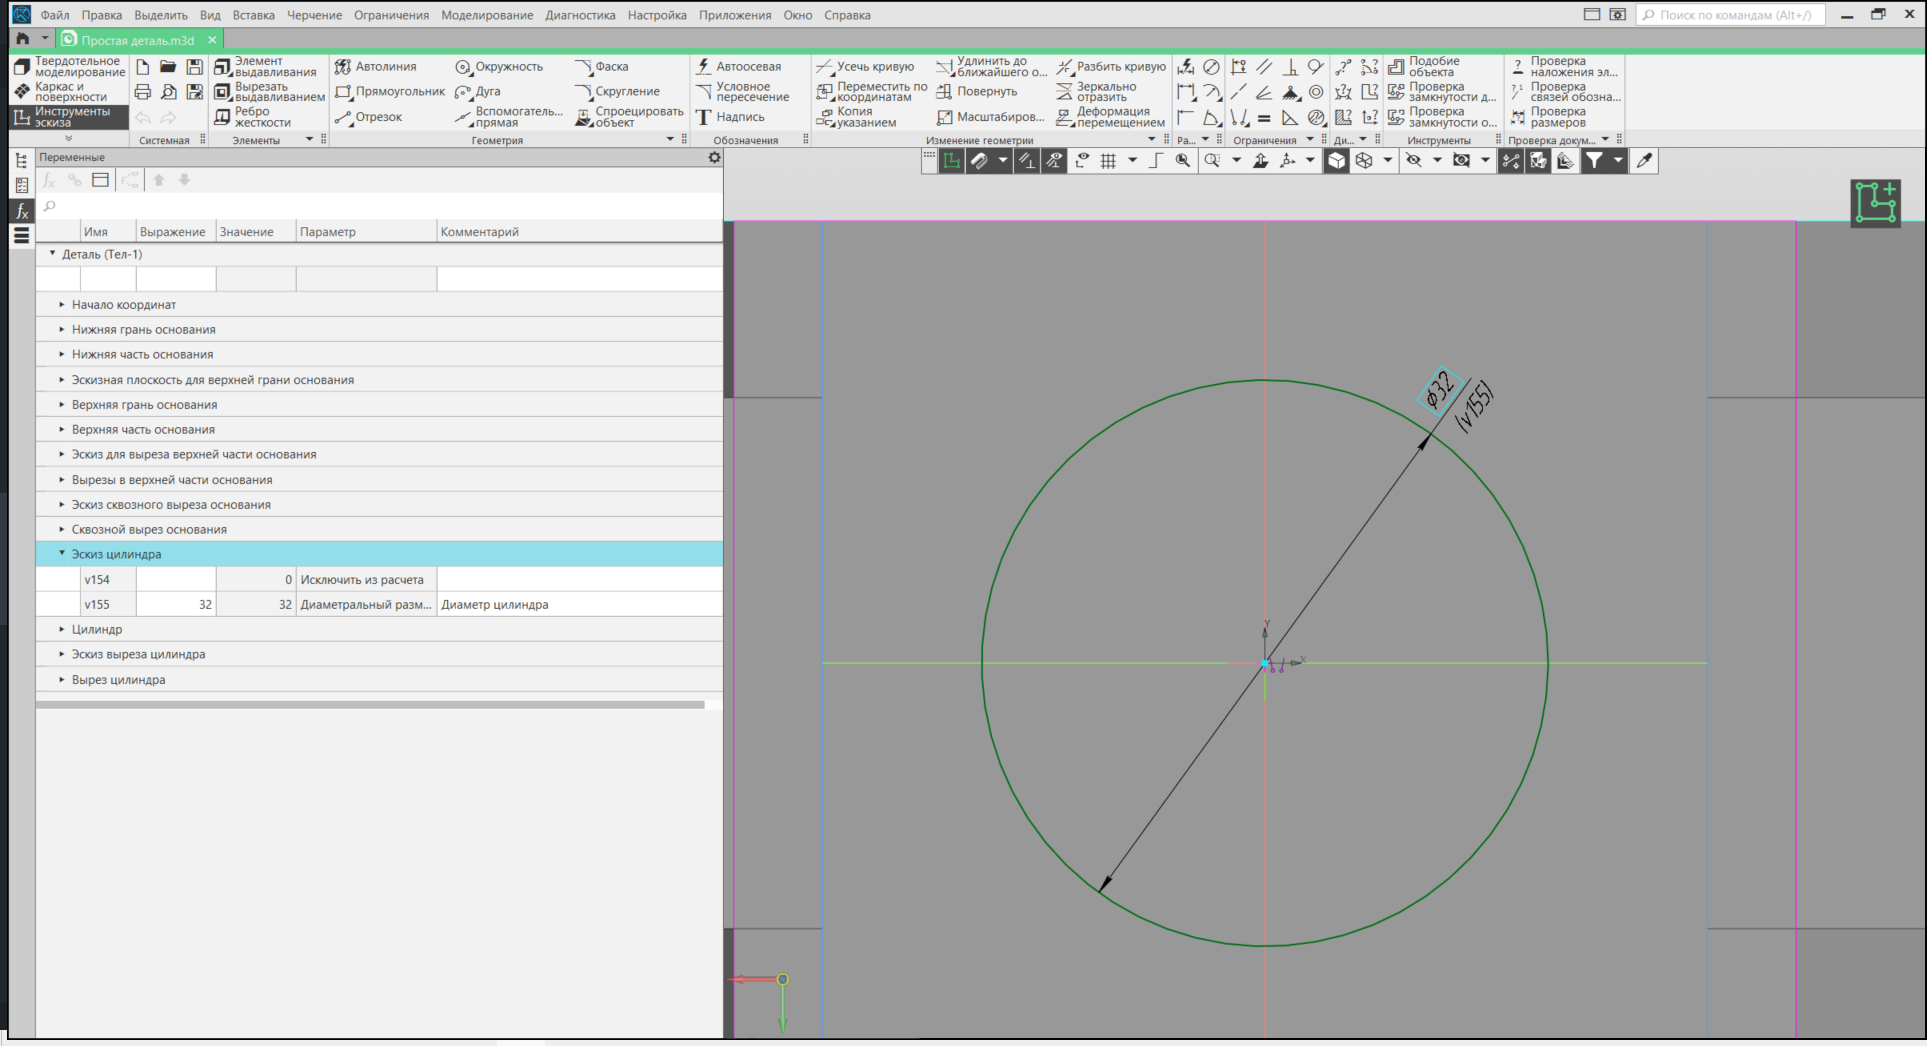 Файл Правка Выделить Вид Вставка Черчение Ограничения Моделирование Диагностика Настройка Приложения Окно Справка
Поиск по командам (Alt+/)
Простая деталь.m3d
Твердотельное моделирование
Каркас и поверхности
Инструменты эскиза
Системная
Элемент выдавливания
Вырезать выдавливанием
Ребро жесткости
Элементы
Автолиния
Прямоугольник
Отрезок
Окружность
Дуга
Вспомогатель... прямая
Фаска
Скругление
Спроецировать объект
Геометрия
Автоосевая
Условное пересечение
Надпись
Обозначения
Усечь кривую
Переместить по координатам
Копия указанием
Удлинить до ближайшего о...
Повернуть
Масштабиров...
Разбить кривую
Зеркально отразить
Деформация перемещением
Изменение геометрии
Ра...
Ограничения
Ди...
Подобие объекта
Проверка замкнутости д...
Проверка замкнутости о...
Инструменты
Проверка наложения эл...
Проверка связей обозна...
Проверка размеров
Проверка докум...
Переменные
Имя Выражение Значение Параметр Комментарий
Деталь (Тел-1)
Начало координат
Нижняя грань основания
Нижняя часть основания
Эскизная плоскость для верхней грани основания
Верхняя грань основания
Верхняя часть основания
Эскиз для выреза верхней части основания
Вырезы в верхней части основания
Эскиз сквозного выреза основания
Сквозной вырез основания
Эскиз цилиндра
v154 0 Исключить из расчета
v155 32 32 Диаметральный разм... Диаметр цилиндра
Цилиндр
Эскиз выреза цилиндра
Вырез цилиндра
ϕ32
(v155)
Y
X